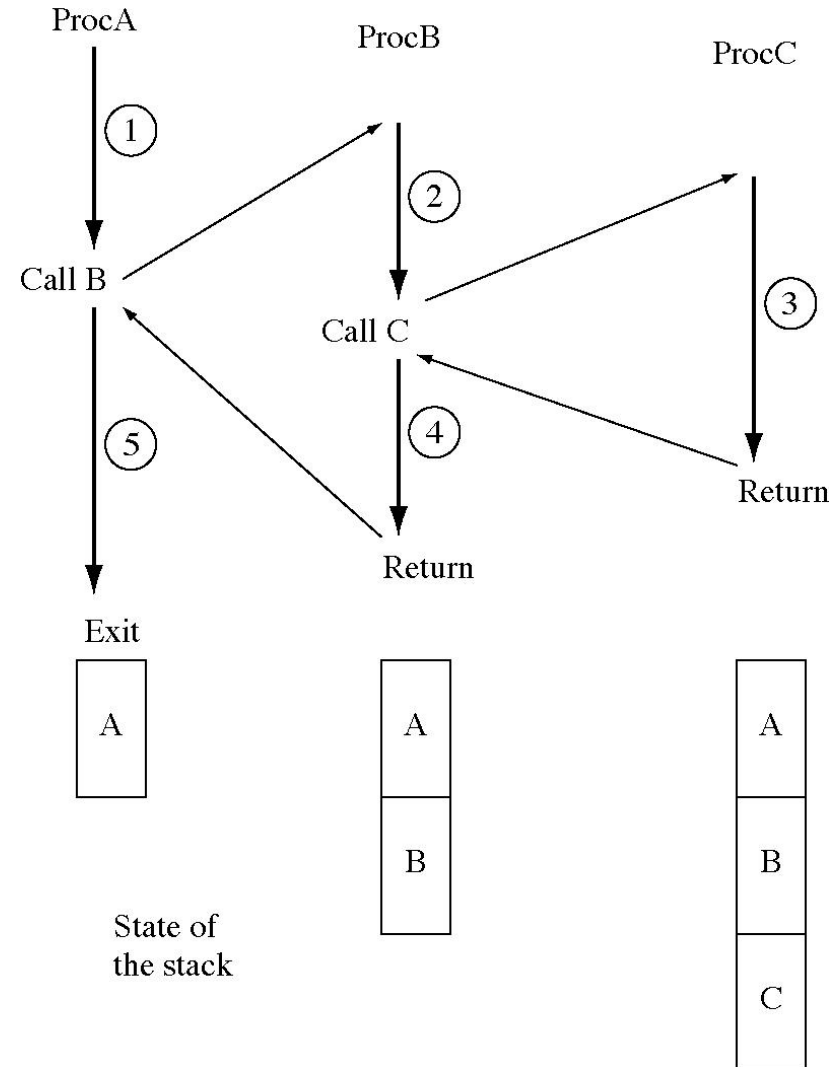 ProcA
ProcB
ProcC
1
2
Call B
3
Call C
5
4
Return
Return
Exit
A
A
A
B
B
State of
the stack
C